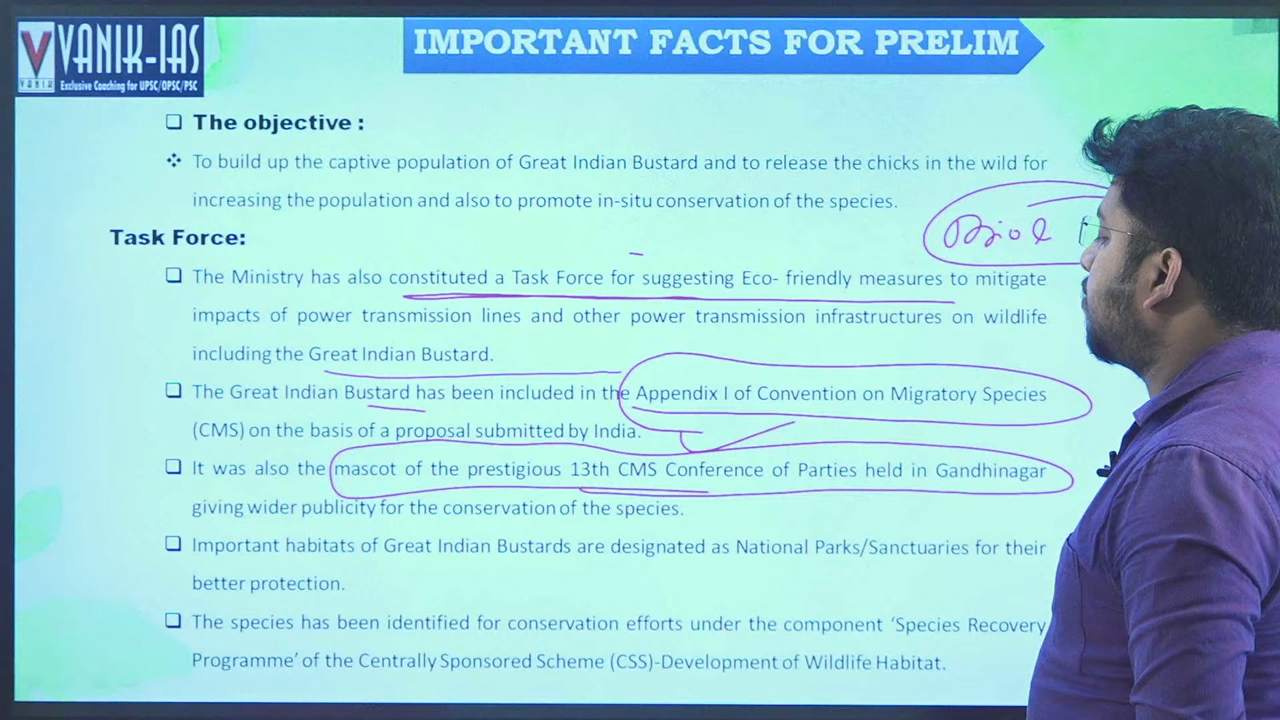 VANIK-IAS
VANIK
Exclusive Coaching for UPSC/OPSC/PSC
IMPORTANT FACTS FOR PRELIM
❑ The objective :
❖ To build up the captive population of Great Indian Bustard and to release the chicks in the wild for
increasing the population and also to promote in-situ conservation of the species.
Task Force:
❑ The Ministry has also constituted a Task Force for suggesting Eco- friendly measures to mitigate
impacts of power transmission lines and other power transmission infrastructures on wildlife
including the Great Indian Bustard.
❑ The Great Indian Bustard has been included in the Appendix I of Convention on Migratory Species
(CMS) on the basis of a proposal submitted by India.
❑ It was also the mascot of the prestigious 13th CMS Conference of Parties held in Gandhinagar
giving wider publicity for the conservation of the species.
❑ Important habitats of Great Indian Bustards are designated as National Parks/Sanctuaries for their
better protection.
❑ The species has been identified for conservation efforts under the component ‘Species Recovery
Programme’ of the Centrally Sponsored Scheme (CSS)-Development of Wildlife Habitat.